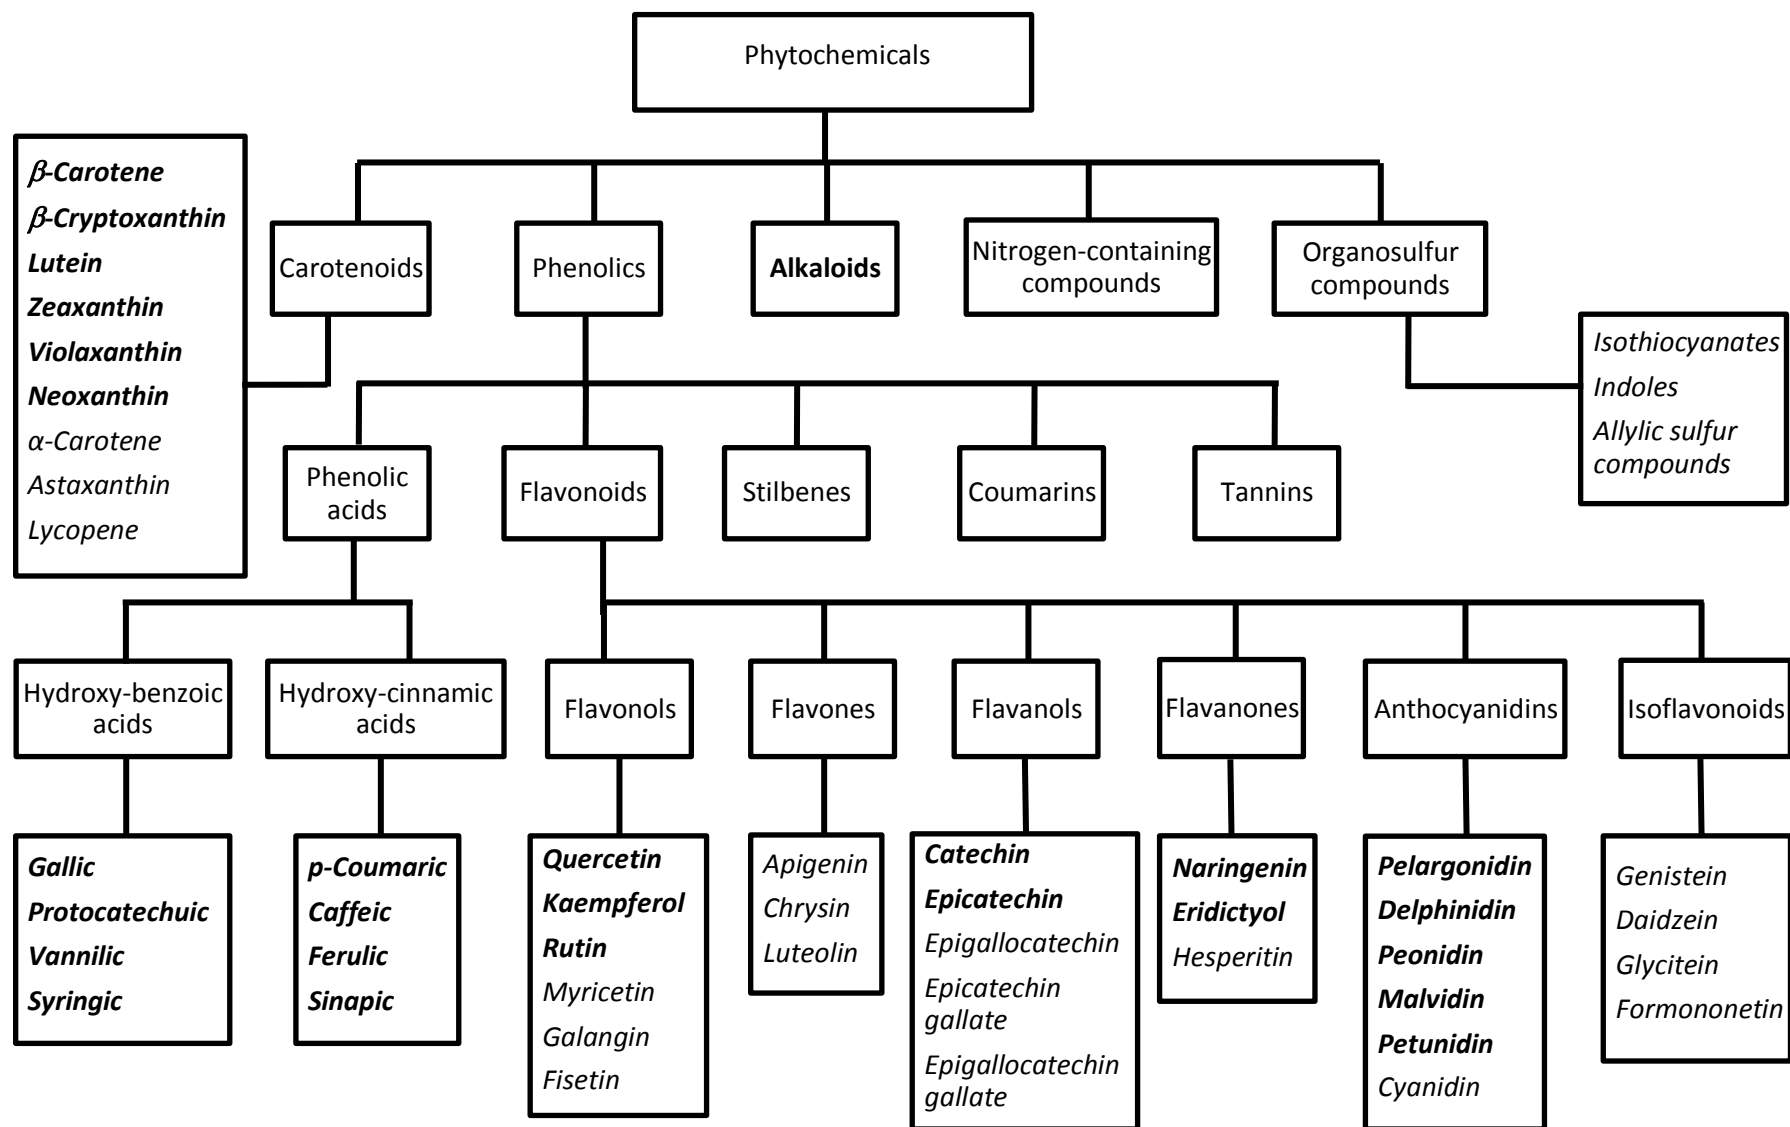 Phytochemicals
β-Carotene
β-Cryptoxanthin
Lutein
Zeaxanthin
Violaxanthin
Neoxanthin
α-Carotene
Astaxanthin
Lycopene
Carotenoids
Phenolics
Alkaloids
Nitrogen-containing
compounds
Organosulfur
compounds
Isothiocyanates
Indoles
Allylic sulfur
compounds
Phenolic
acids
Flavonoids
Stilbenes
Coumarins
Tannins
Hydroxy-benzoic
acids
Hydroxy-cinnamic
acids
Flavonols
Flavones
Flavanols
Flavanones
Anthocyanidins
Isoflavonoids
Gallic
Protocatechuic
Vannilic
Syringic
p-Coumaric
Caffeic
Ferulic
Sinapic
Quercetin
Kaempferol
Rutin
Myricetin
Galangin
Fisetin
Apigenin
Chrysin
Luteolin
Catechin
Epicatechin
Epigallocatechin
Epicatechin
gallate
Epigallocatechin
gallate
Naringenin
Eridictyol
Hesperitin
Pelargonidin
Delphinidin
Peonidin
Malvidin
Petunidin
Cyanidin
Genistein
Daidzein
Glycitein
Formononetin